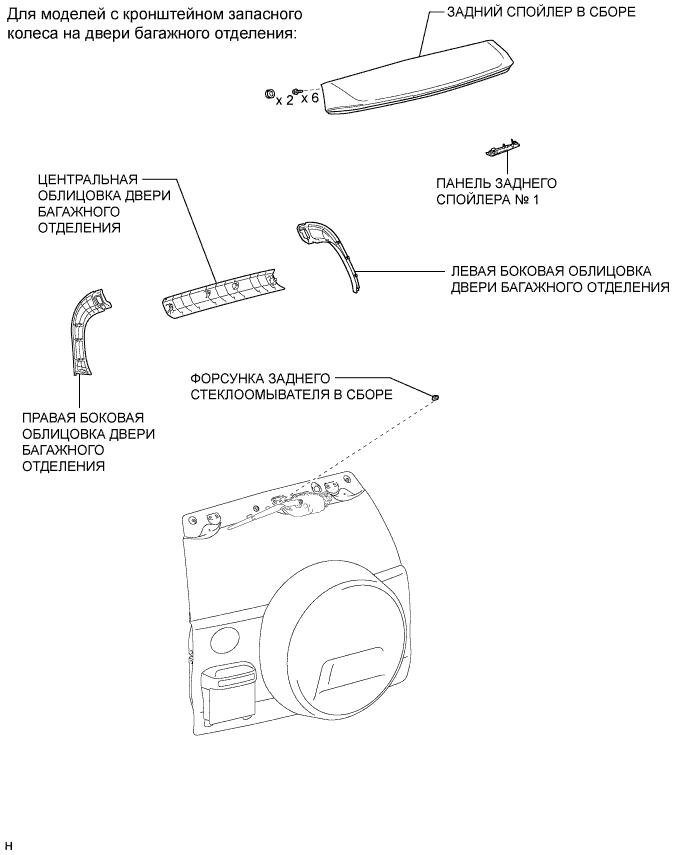 Для моделей с кронштейном запасного
колеса на двери багажного отделения:
ЗАДНИЙ СПОЙЛЕР В СБОРЕ
x 2
x 6
ПАНЕЛЬ ЗАДНЕГО
СПОЙЛЕРА № 1
ЦЕНТРАЛЬНАЯ
ОБЛИЦОВКА ДВЕРИ
БАГАЖНОГО
ОТДЕЛЕНИЯ
ЛЕВАЯ БОКОВАЯ ОБЛИЦОВКА
ДВЕРИ БАГАЖНОГО ОТДЕЛЕНИЯ
ФОРСУНКА ЗАДНЕГО
СТЕКЛООМЫВАТЕЛЯ В СБОРЕ
ПРАВАЯ БОКОВАЯ
ОБЛИЦОВКА ДВЕРИ
БАГАЖНОГО
ОТДЕЛЕНИЯ
H